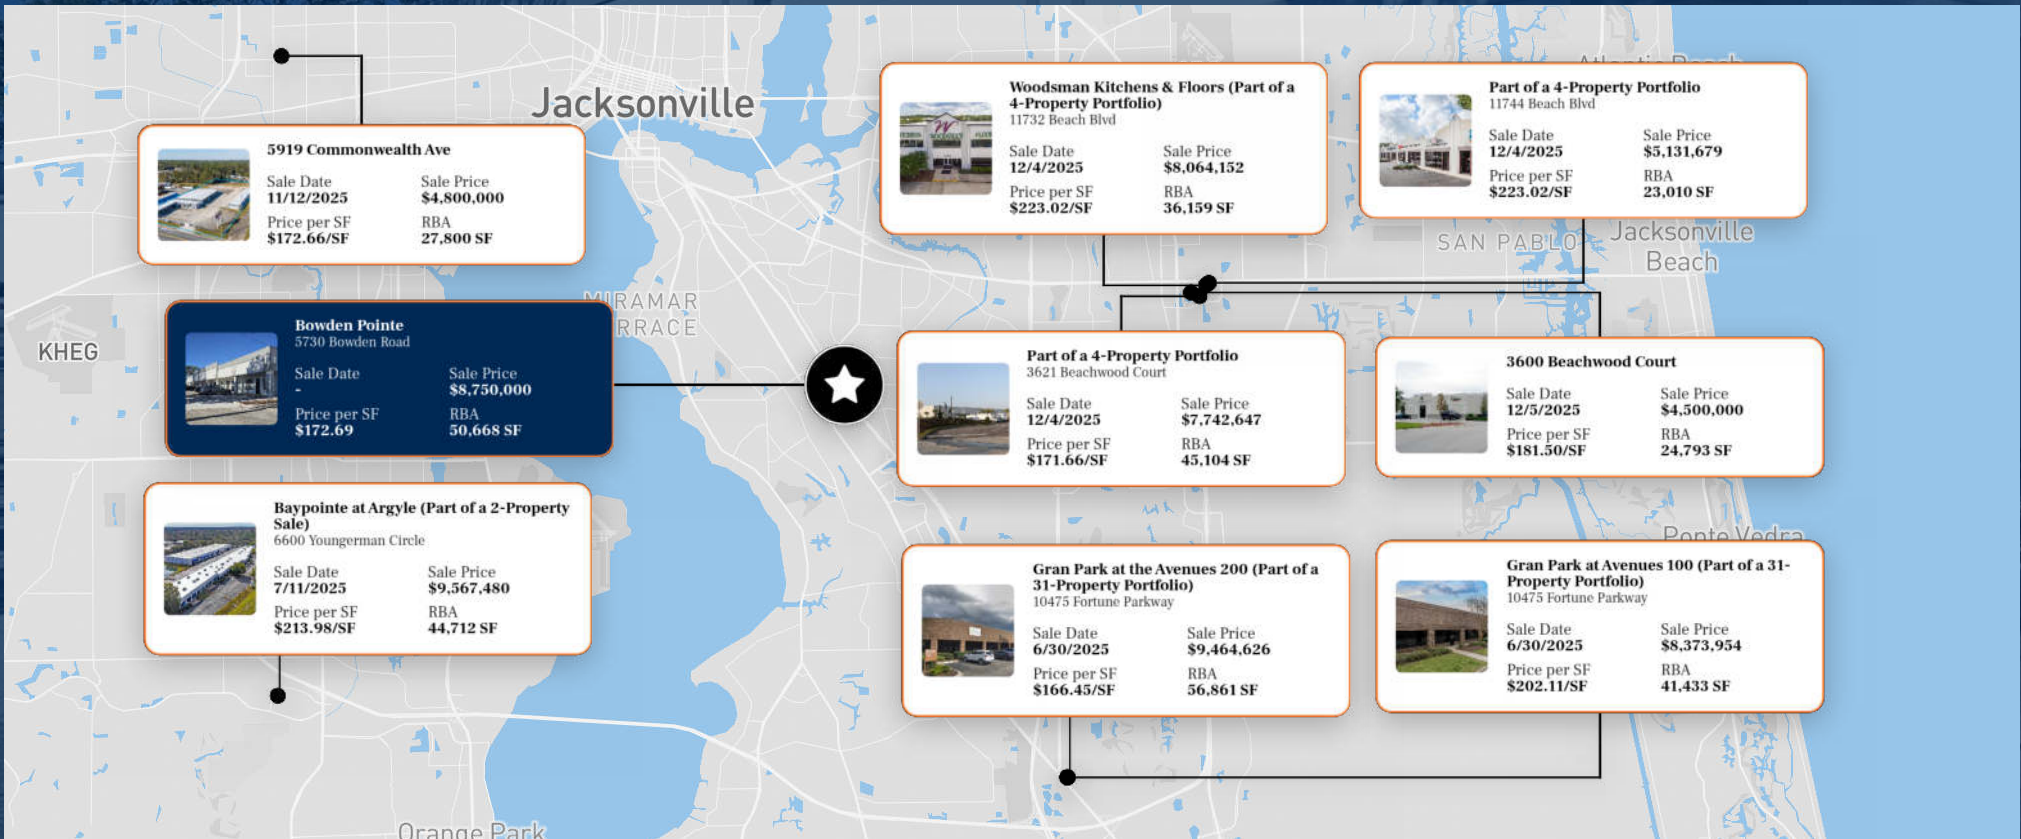 Atlantic Beach
Jacksonville
5919 Commonwealth Ave
Sale Date
Sale Price
11/12/2025
$4,800,000
Price per SF
RBA
$172.66/SF
27,800 SF
Woodsman Kitchens & Floors (Part of a
4-Property Portfolio)
11732 Beach Blvd
Sale Date
Sale Price
12/4/2025
$8,064,152
Price per SF
RBA
$223.02/SF
36,159 SF
Part of a 4-Property Portfolio
11744 Beach Blvd
Sale Date
Sale Price
12/4/2025
$5,131,679
Price per SF
RBA
$223.02/SF
23,010 SF
SAN PABLO
Jacksonville
Beach
MIRAMAR
RRACE
KHEG
Bowden Pointe
5730 Bowden Road
Sale Date
Sale Price
-
$8,750,000
Price per SF
RBA
$172.69
50,668 SF
Part of a 4-Property Portfolio
3621 Beachwood Court
Sale Date
Sale Price
12/4/2025
$7,742,647
Price per SF
RBA
$171.66/SF
45,104 SF
3600 Beachwood Court
Sale Date
Sale Price
12/5/2025
$4,500,000
Price per SF
RBA
$181.50/SF
24,793 SF
Baypointe at Argyle (Part of a 2-Property
Sale)
6600 Youngerman Circle
Sale Date
Sale Price
7/11/2025
$9,567,480
Price per SF
RBA
$213.98/SF
44,712 SF
Ponte Vedra
Gran Park at the Avenues 200 (Part of a
31-Property Portfolio)
10475 Fortune Parkway
Sale Date
Sale Price
6/30/2025
$9,464,626
Price per SF
RBA
$166.45/SF
56,861 SF
Gran Park at Avenues 100 (Part of a 31-
Property Portfolio)
10475 Fortune Parkway
Sale Date
Sale Price
6/30/2025
$8,373,954
Price per SF
RBA
$202.11/SF
41,433 SF
Orange Park